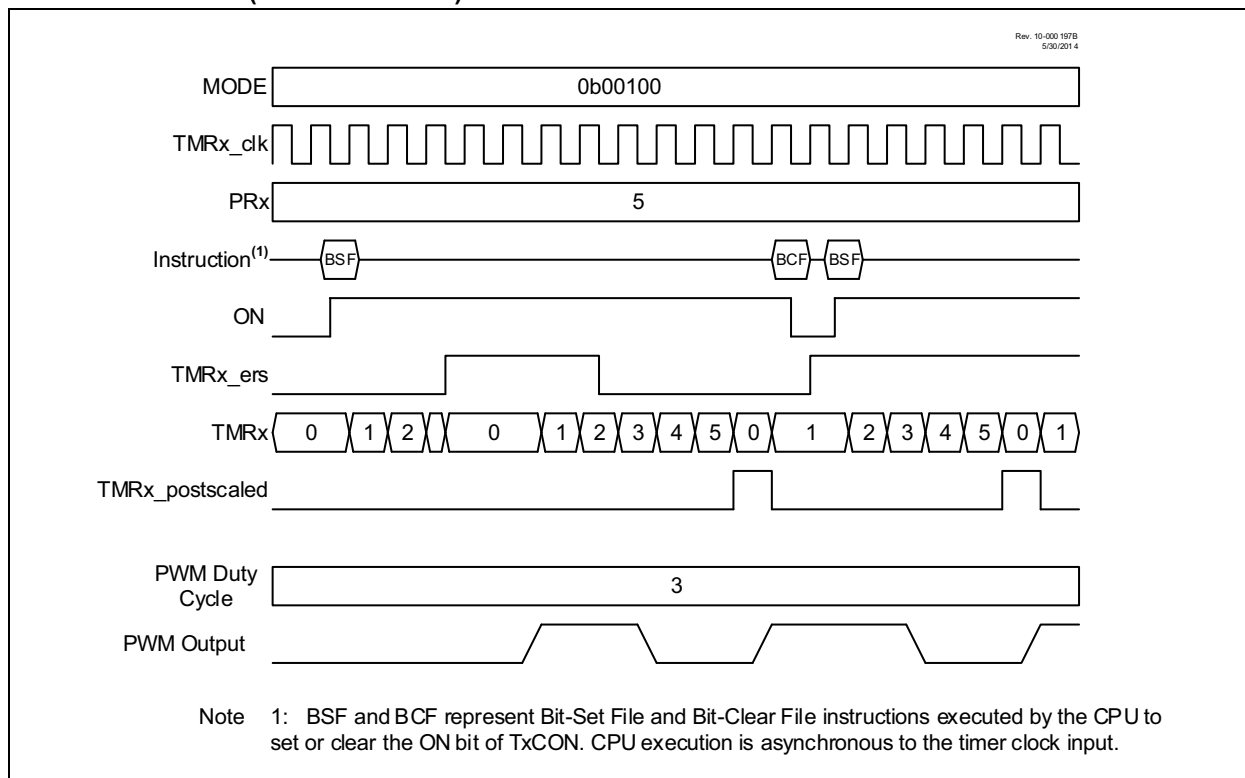 Rev. 10-000 197B
5/30/201 4
MODE 0b00100
TMRx_clk
PRx 5
Instruction(1) BSF BCF BSF
ON
TMRx_ers
TMRx 0 1 2 0 1 2 3 4 5 0 1 2 3 4 5 0 1
TMRx_postscaled
PWM Duty
Cycle 3
PWM Output
Note 1: BSF and BCF represent Bit-Set File and Bit-Clear File instructions executed by the CPU to
set or clear the ON bit of TxCON. CPU execution is asynchronous to the timer clock input.